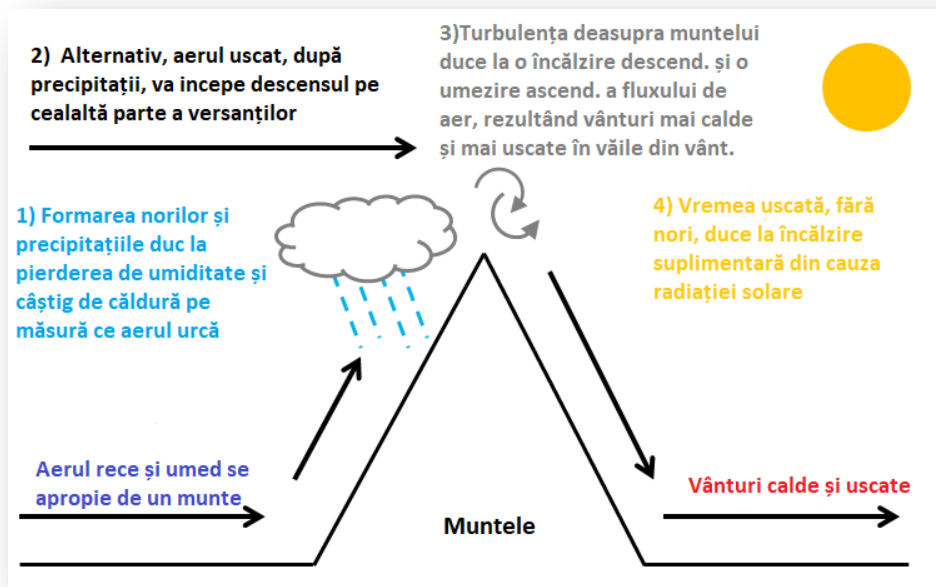 2)  Alternativ, aerul uscat, după
precipitații, va incepe descensul pe
cealaltă parte a versanților
3)Turbulența deasupra muntelui
duce la o încălzire descend. și o
umezire ascend. a fluxului de
aer, rezultând vânturi mai calde
și mai uscate în văile din vânt.
1) Formarea norilor și
precipitațiile duc la
pierderea de umiditate și
câștig de căldură pe
măsură ce aerul urcă
4) Vremea uscată, fără
nori, duce la încălzire
suplimentară din cauza
radiației solare
Aerul rece și umed se
apropie de un munte
Muntele
Vânturi calde și uscate